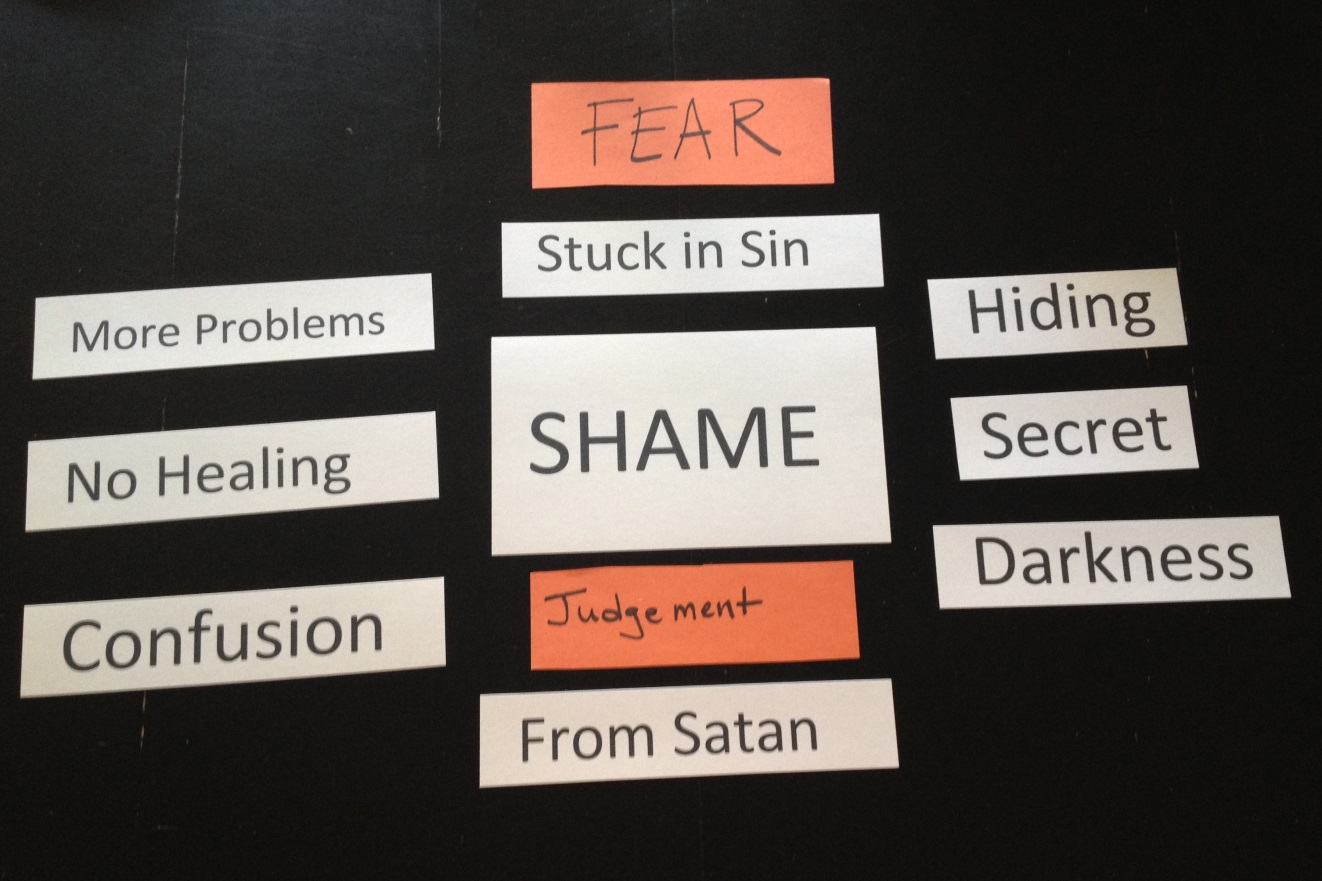 FEAR
Stuck in Sin
More Problems
Hiding
SHAME
No Healing
Secret
Darkness
Judgement
Confusion
From Satan